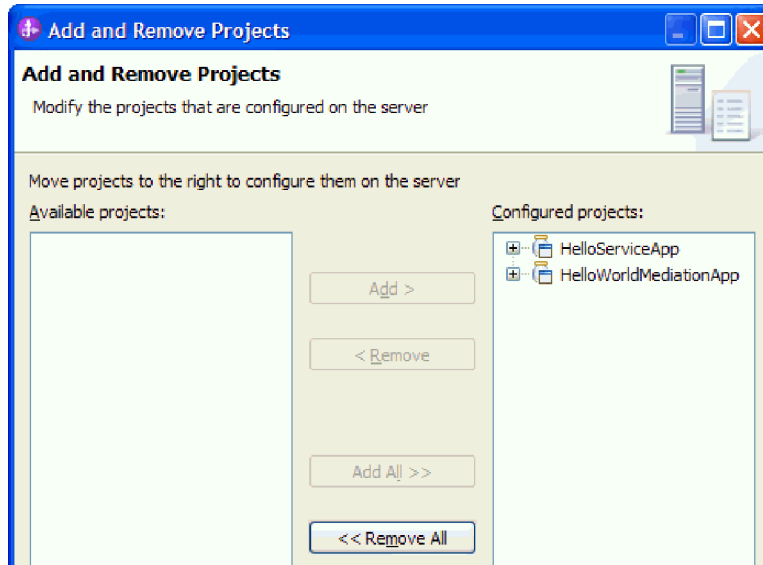 Add and Remove Projects
Add and Remove Projects
Modify the projects that are configured on the server
Move projects to the right to configure them on the server
Available projects:
Configured projects:
HelloServiceApp
HelloWorldMediationApp
Add >
< Remove
Add All >>
<< Remove All